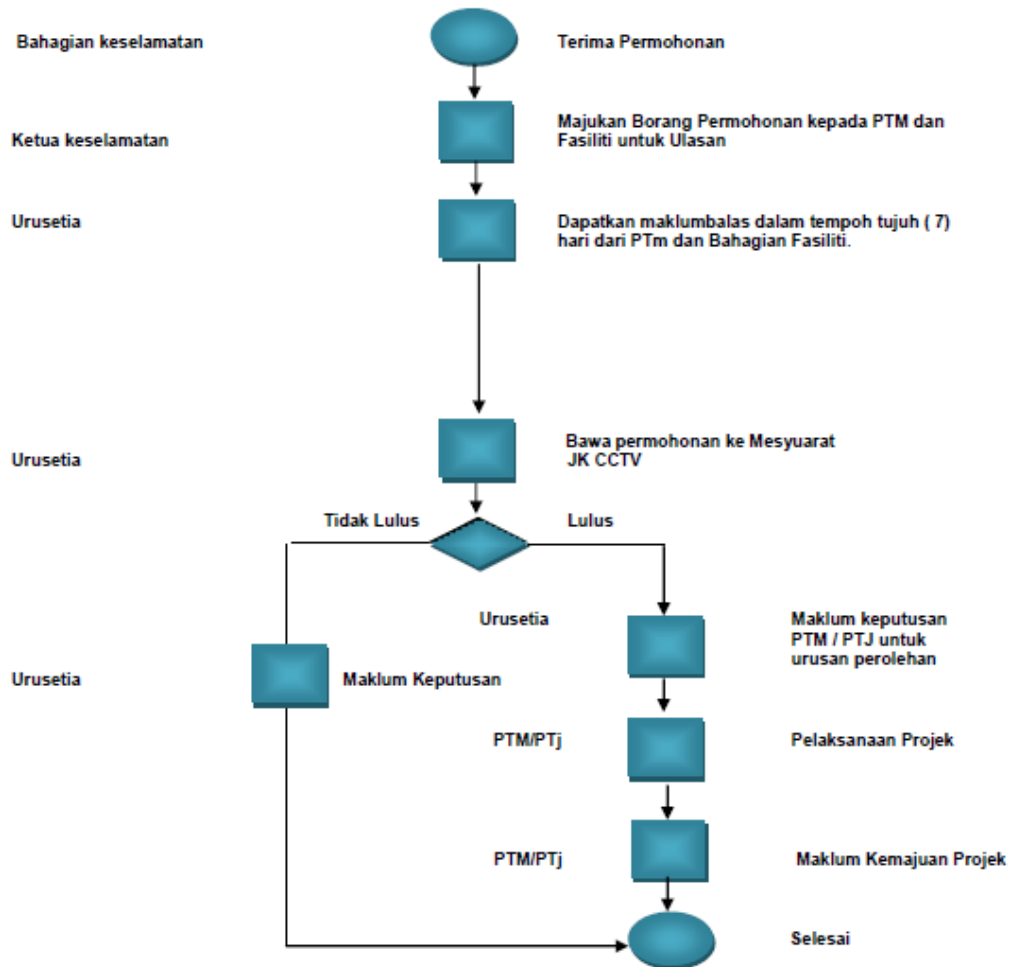 Bahagian keselamatan
Terima Permohonan
Ketua keselamatan
Majukan Borang Permohonan kepada PTM dan
Fasiliti untuk Ulasan
Urusetia
Dapatkan maklumbalas dalam tempoh tujuh ( 7)
hari dari PTm dan Bahagian Fasiliti.
Urusetia
Bawa permohonan ke Mesyuarat
JK CCTV
Tidak Lulus
Lulus
Urusetia
Maklum keputusan
PTM / PTJ untuk
urusan perolehan
Urusetia
Maklum Keputusan
PTM/PTj
Pelaksanaan Projek
PTM/PTj
Maklum Kemajuan Projek
Selesai